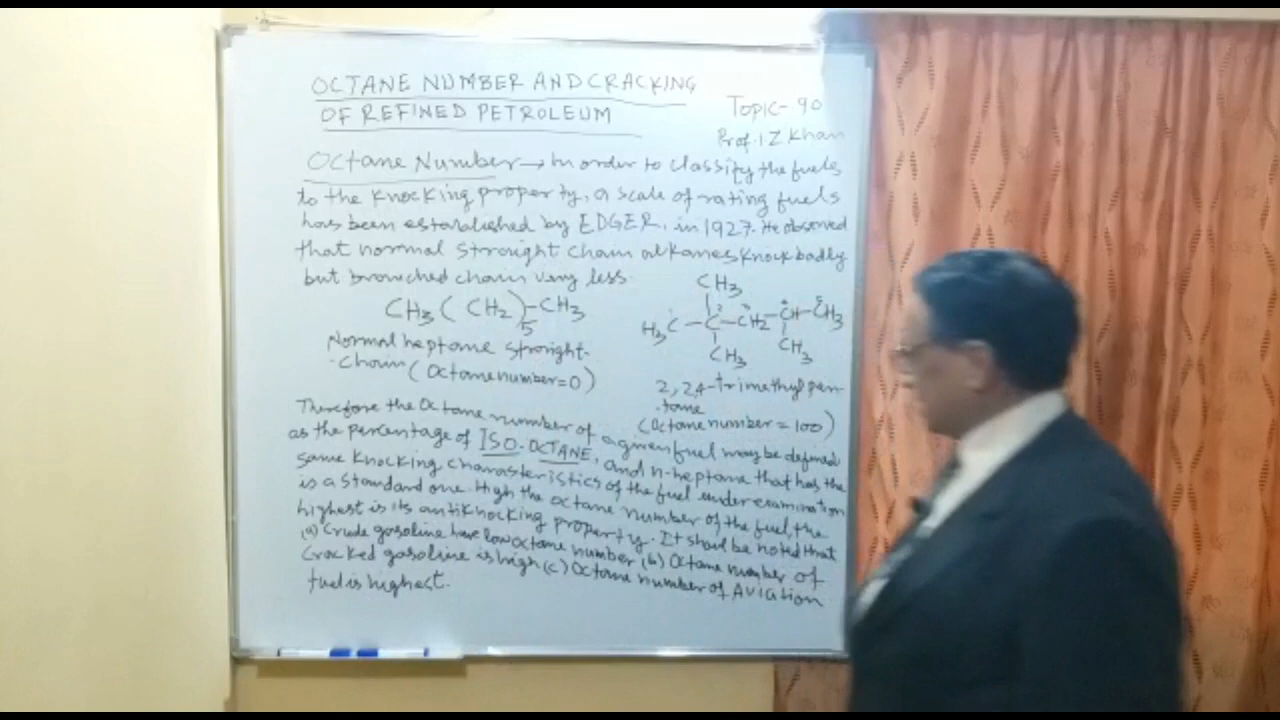 OCTANE NUMBER AND CRACKING
OF REFINED PETROLEUM
Topic-90
Prof. I Z Khan
Octane Number → In order to classify the fuels
to the knocking property, a scale of rating fuels
has been established by EDGER, in 1927. He observed
that normal straight chain alkanes knock badly
but branched chain very less.
CH3(CH2)5-CH3
Normal heptane straight-
chain (Octane number=0)
CH3
H3C-C-CH2-CH-CH3
CH3 CH3
2,2,4-trimethyl pen-
tane
(Octane number = 100)
Therefore the Octane number of a given fuel may be defined
as the percentage of ISO-OCTANE, and n-heptane that has the
same knocking characteristics of the fuel under examination
is a standard one. High the octane number of the fuel, the
highest is its antiknocking property. It shoul be noted that
(a) Crude gasoline have low octane number (b) Octane number of
Cracked gasoline is high (c) Octane number of AVIation
fuel is highest.